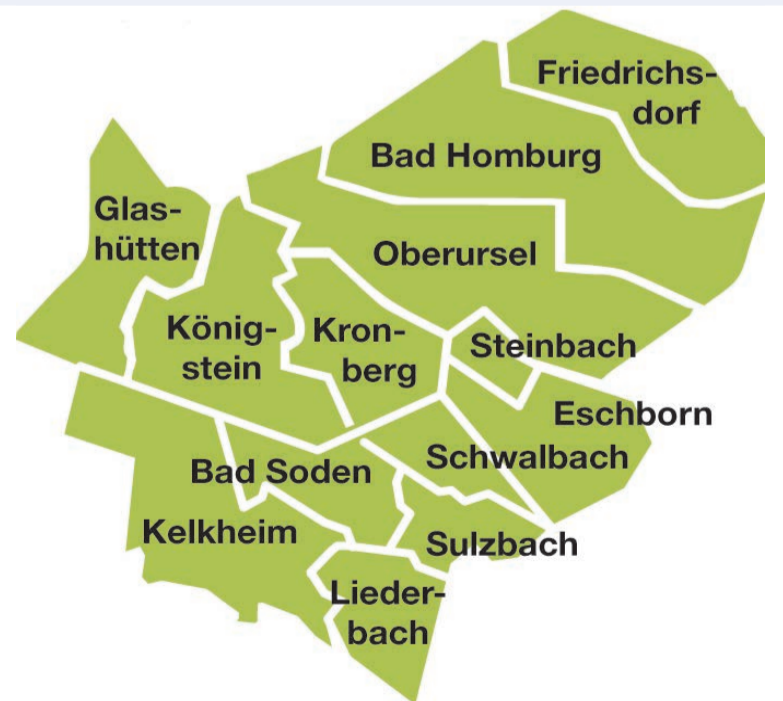 Friedrichs-
dorf
Bad Homburg
Glas-
hütten
Oberursel
König-
stein
Kron-
berg
Steinbach
Eschborn
Schwalbach
Bad Soden
Kelkheim
Sulzbach
Lieder-
bach